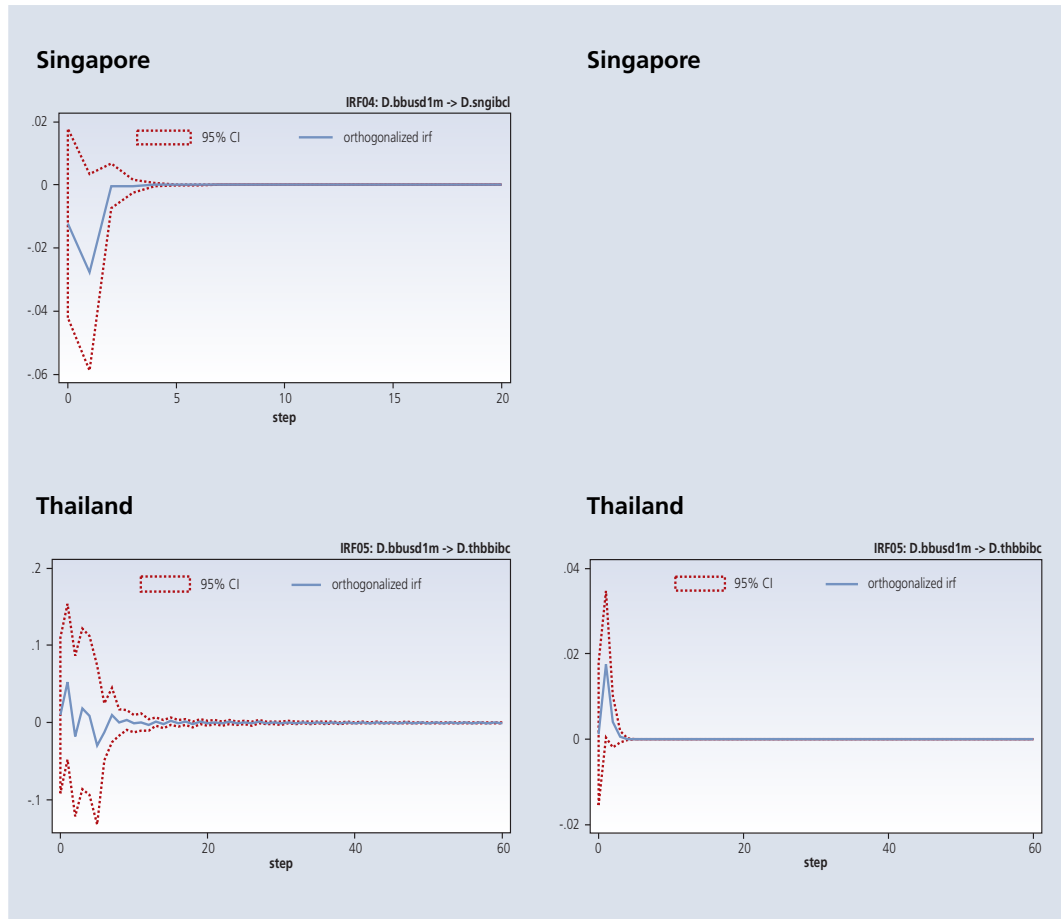 Singapore
Singapore
IRF04: D.bbusd1m -> D.sngibcl
95% CI
orthogonalized irf
.02
0
-.02
-.04
-.06
0 5 10 15 20
step
Thailand
Thailand
IRF05: D.bbusd1m -> D.thbbibc
95% CI
orthogonalized irf
.2
.1
0
-.1
0 20 40 60
step
IRF05: D.bbusd1m -> D.thbbibc
95% CI
orthogonalized irf
.04
.02
0
-.02
0 20 40 60
step